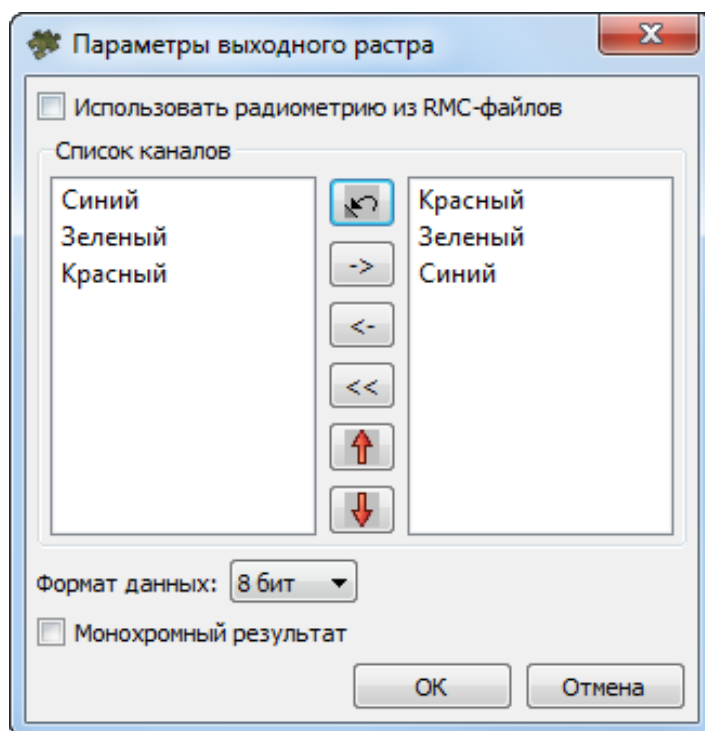 Параметры выходного растра
Использовать радиометрию из RMC-файлов
Список каналов
Синий
Зеленый
Красный
->
<-
<<
Красный
Зеленый
Синий
Формат данных: 8 бит
Монохромный результат
ОК Отмена